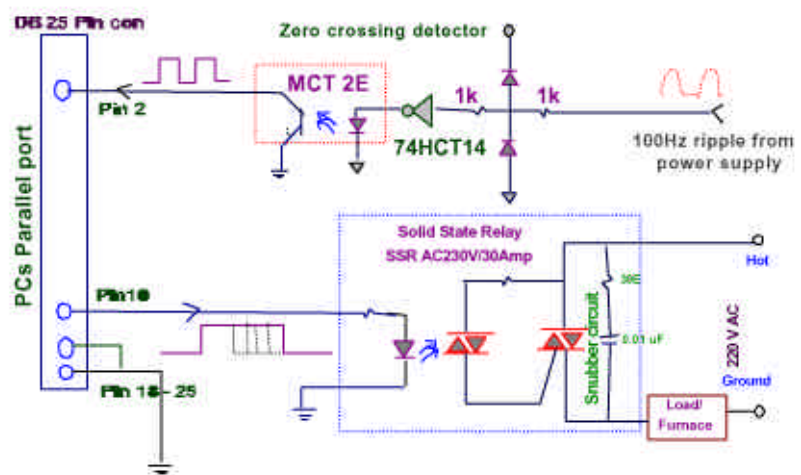 DB 25 Pin con
Zero crossing detector
MCT 2E
1k
1k
Pin 2
74HCT14
100Hz ripple from
power supply
PCs Parallel port
Solid State Relay
SSR AC230V/30Amp
Hot
Pin10
39E
Snubber circuit
0.01 uF
220 V AC
Ground
Pin 18-25
Load/
Furnace